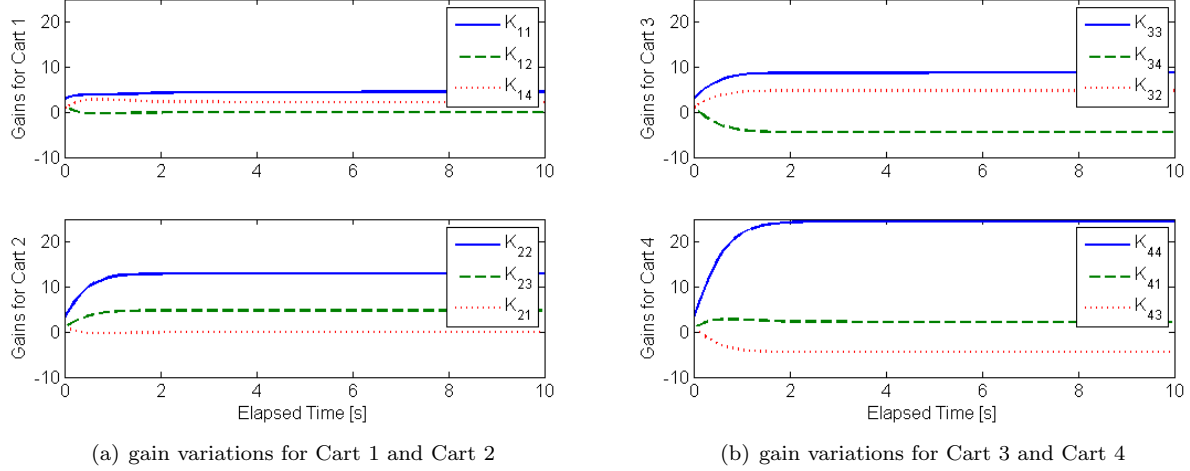 Gains for Cart 1
20
10
0
-10
0 2 4 6 8 10
K11
K12
K14
Gains for Cart 2
20
10
0
-10
0 2 4 6 8 10
Elapsed Time [s]
K22
K23
K21
(a) gain variations for Cart 1 and Cart 2
Gains for Cart 3
20
10
0
-10
0 2 4 6 8 10
K33
K34
K32
Gains for Cart 4
20
10
0
-10
0 2 4 6 8 10
Elapsed Time [s]
K44
K41
K43
(b) gain variations for Cart 3 and Cart 4